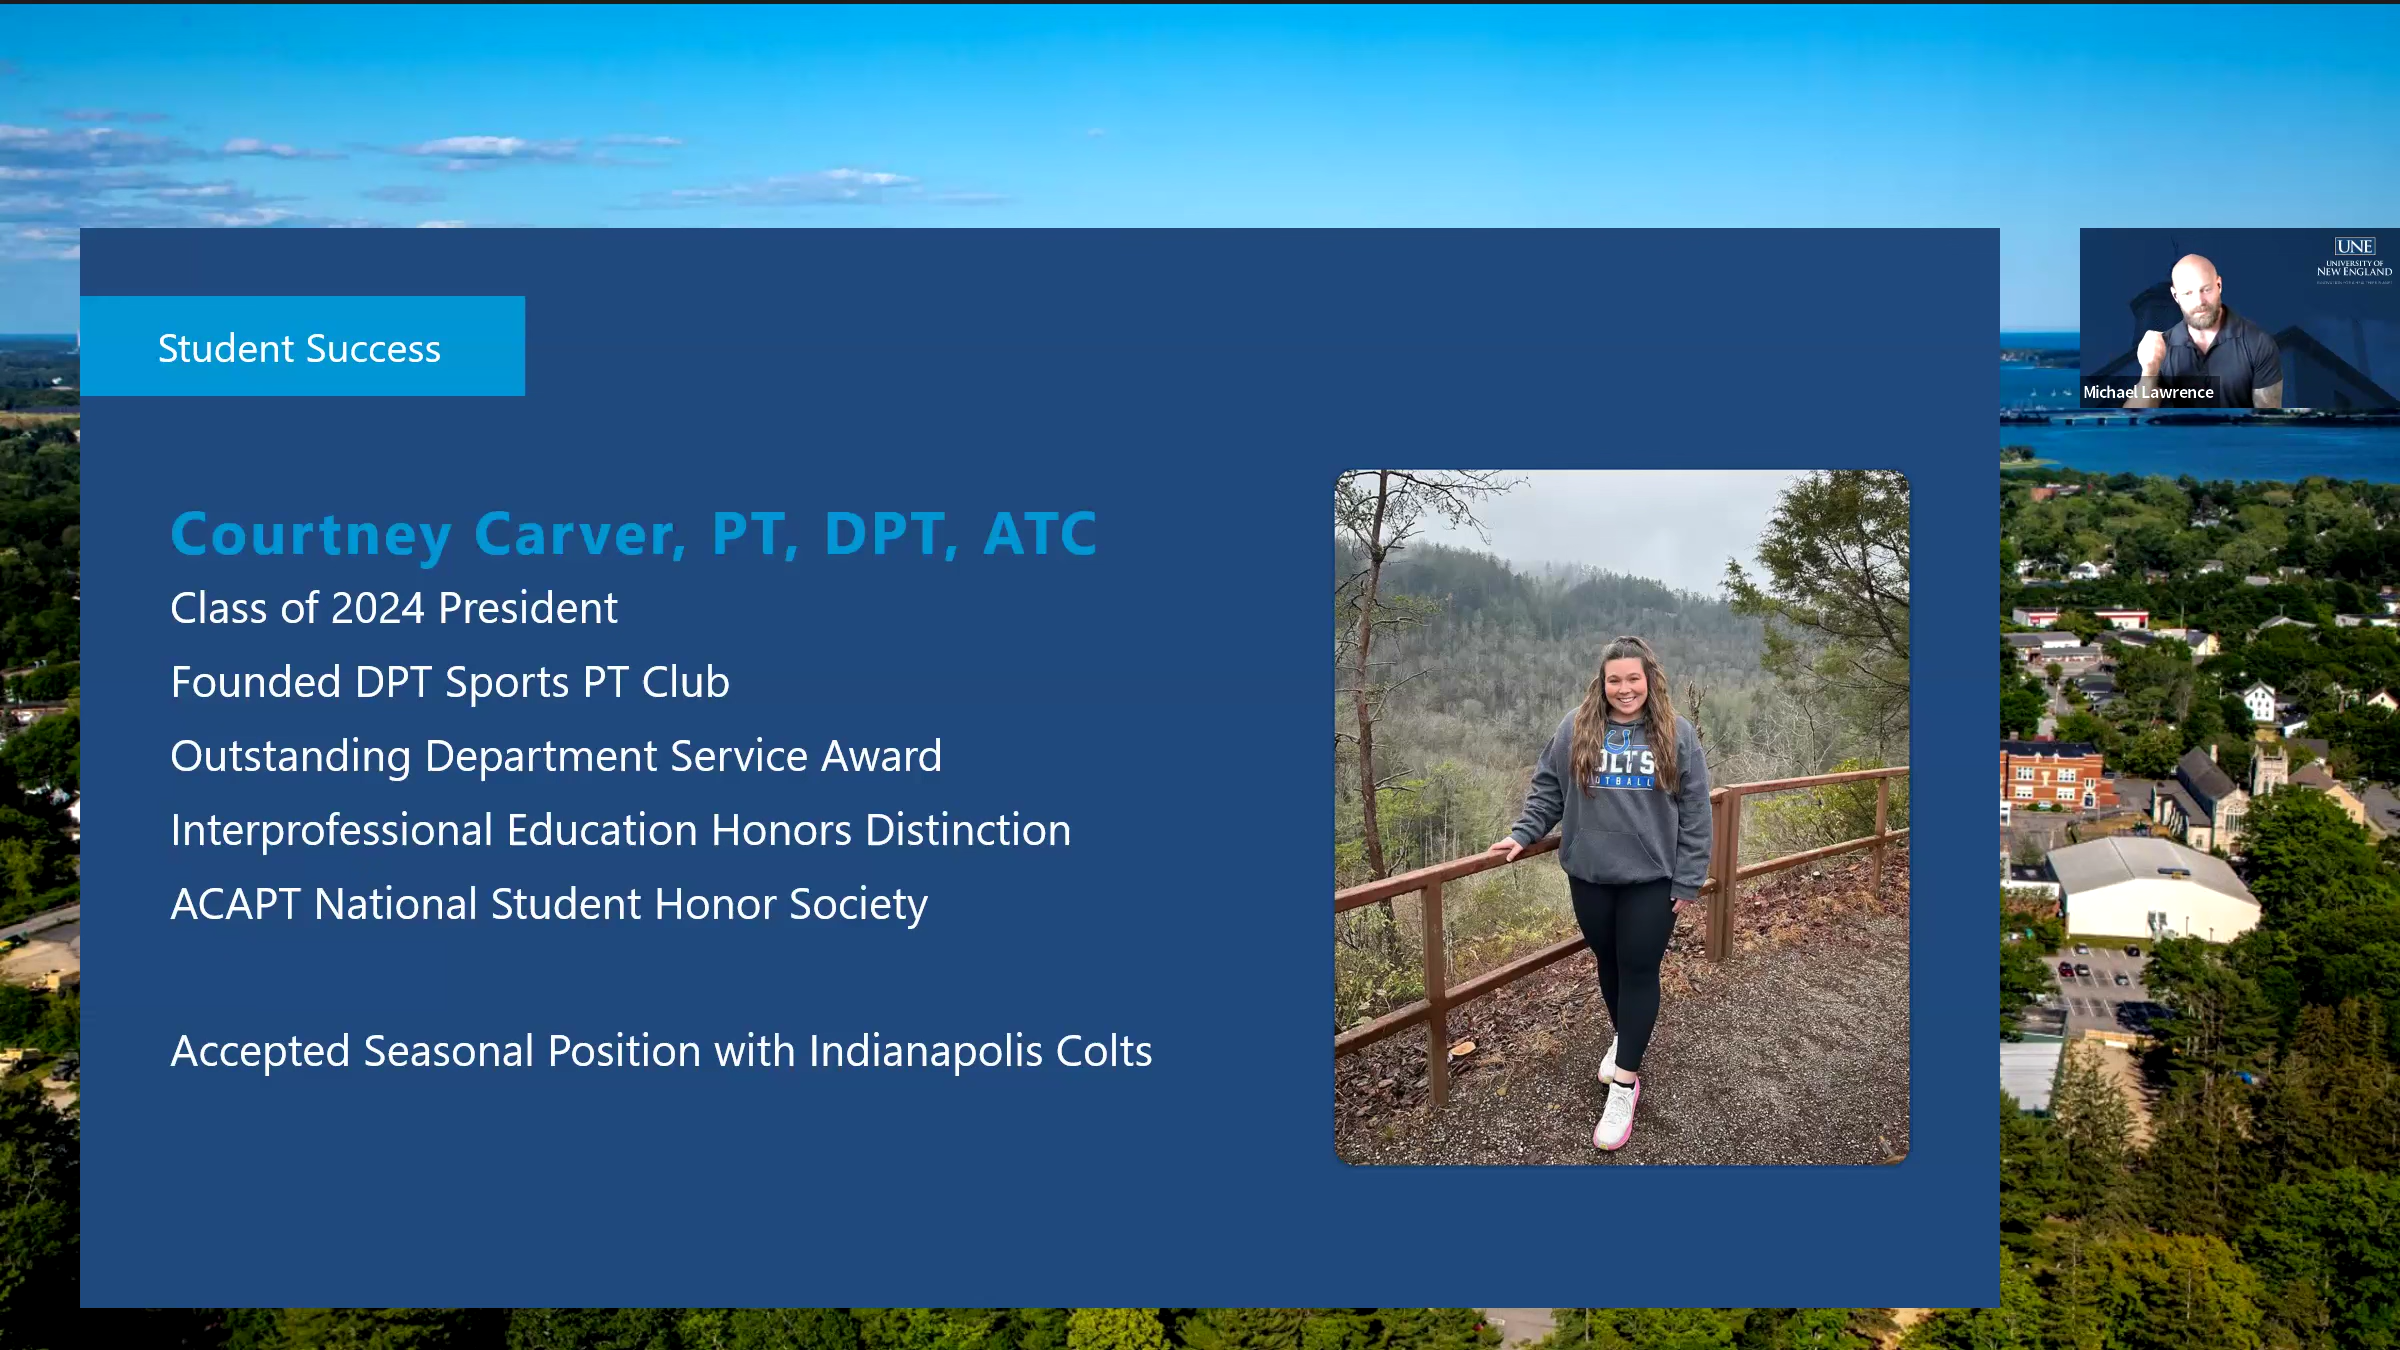 Student Success
Courtney Carver, PT, DPT, ATC
Class of 2024 President
Founded DPT Sports PT Club
Outstanding Department Service Award
Interprofessional Education Honors Distinction
ACAPT National Student Honor Society
Accepted Seasonal Position with Indianapolis Colts
OLTS
OTBALL
UNE
UNIVERSITY OF
NEW ENGLAND
Michael Lawrence